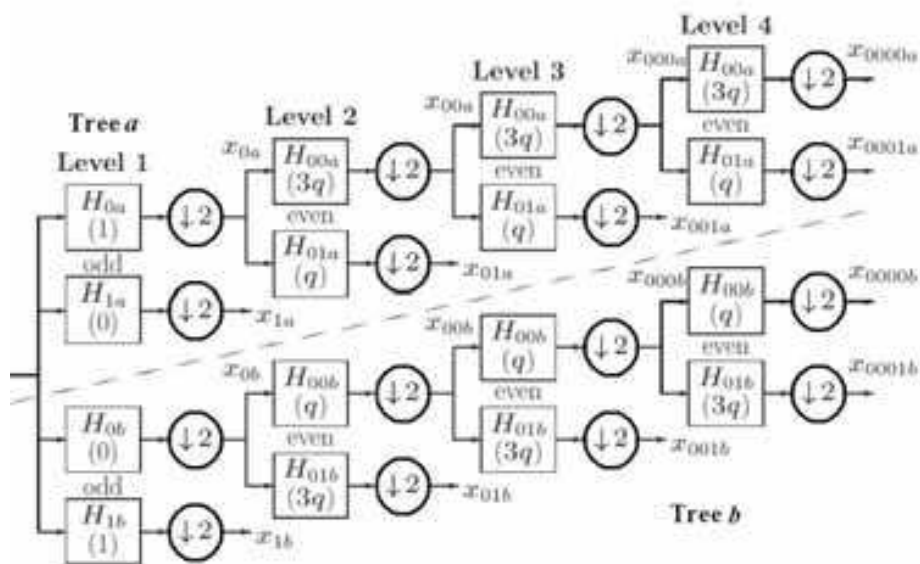 Level 4
x0000a
x000a
H00a
(3q)
↓2
Level 3
even
x00a
H00a
(3q)
↓2
H01a
(q)
↓2
x0001a
Level 2
even
Tree a
x0a
H00a
(3q)
↓2
H01a
(q)
↓2
x001a
Level 1
even
H0a
(1)
↓2
H01a
(q)
↓2
x01a
odd
H1a
(0)
↓2
x1a
x0000b
x000b
H00b
(q)
↓2
x00b
H00b
(q)
↓2
even
x0b
H00b
(q)
↓2
even
H01b
(3q)
↓2
x0001b
H0b
(0)
↓2
even
H01b
(3q)
↓2
x001b
odd
H01b
(3q)
↓2
x01b
Tree b
H1b
(1)
↓2
x1b